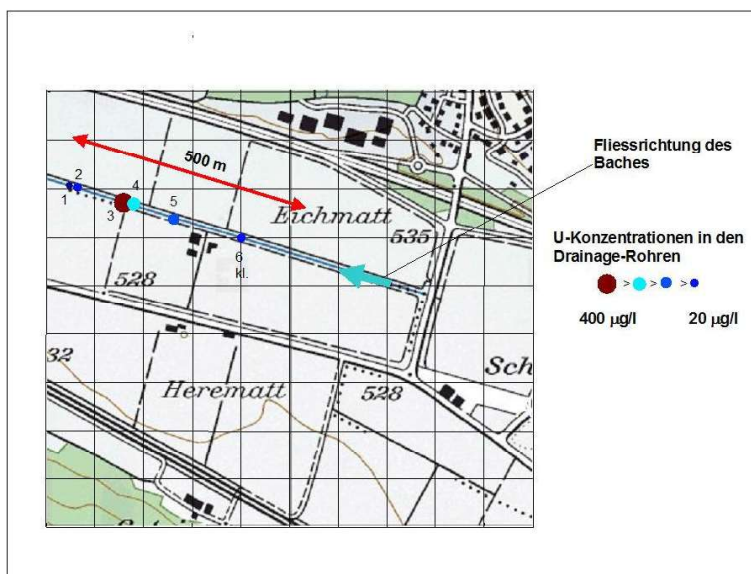 500 m
Fliessrichtung des
Baches
Eichmatt
2
1
4
3
5
6
kl.
535
U-Konzentrationen in den
Drainage-Rohren
> > >
400 µg/l 20 µg/l
528
32
Herematt
528
Sch